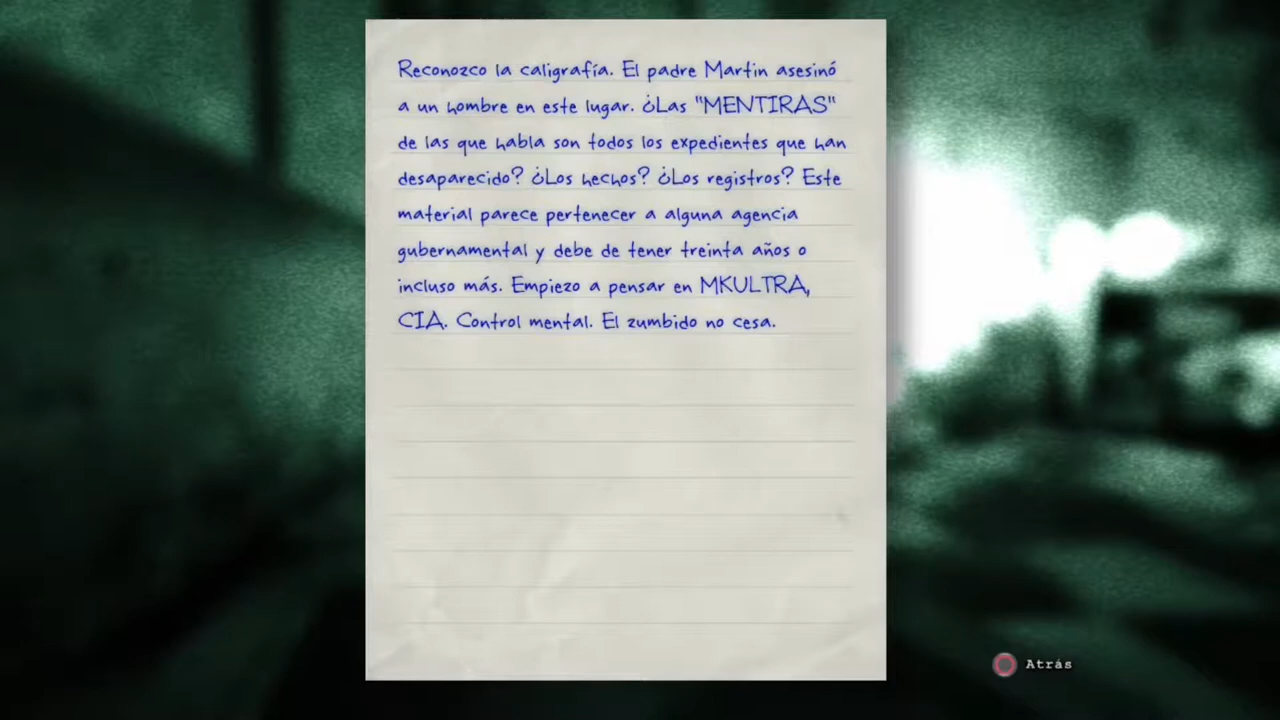 Reconozco la caligrafía. El padre Martin asesinó
a un hombre en este lugar. ¿Las "MENTIRAS"
de las que habla son todos los expedientes que han
desaparecido? ¿Los hechos? ¿Los registros? Este
material parece pertenecer a alguna agencia
gubernamental y debe de tener treinta años o
incluso más. Empiezo a pensar en MKULTRA,
CIA. Control mental. El zumbido no cesa.
Atrás